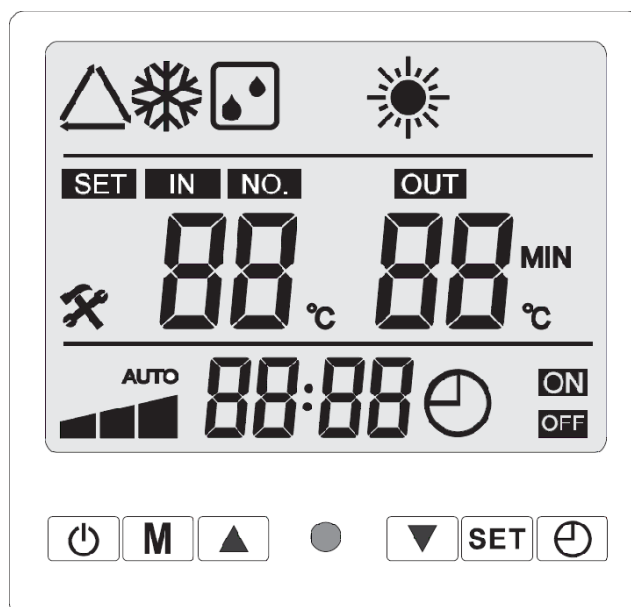 SET IN NO. OUT
88 °C 88 MIN °C
AUTO 88:88 ON
OFF
M SET